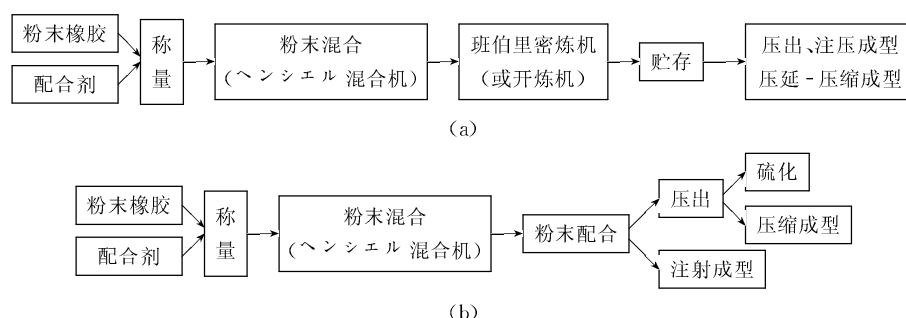 粉末橡胶
配合剂
称
量
粉末混合
(ヘンシエル 混合机)
班伯里密炼机
(或开炼机)
贮存
压出、注压成型
压延-压缩成型
(a)
粉末橡胶
配合剂
称
量
粉末混合
(ヘンシエル 混合机)
粉末配合
压出
硫化
压缩成型
注射成型
(b)